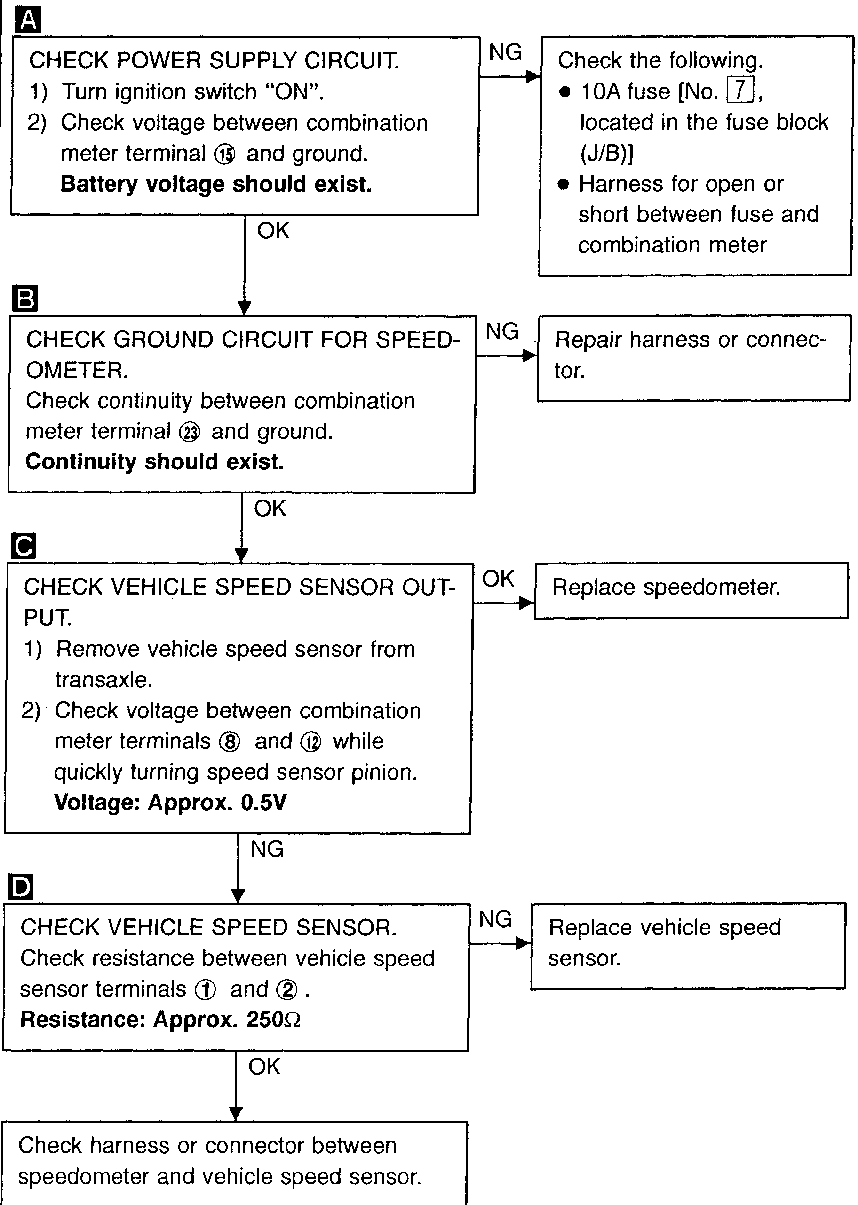 A
CHECK POWER SUPPLY CIRCUIT.
1) Turn ignition switch “ON”.
2) Check voltage between combination
meter terminal ⑮ and ground.
Battery voltage should exist.
NG
Check the following.
● 10A fuse [No. 7,
located in the fuse block
(J/B)]
● Harness for open or
short between fuse and
combination meter
OK
B
CHECK GROUND CIRCUIT FOR SPEED-
OMETER.
Check continuity between combination
meter terminal ㉓ and ground.
Continuity should exist.
NG
Repair harness or connec-
tor.
OK
C
CHECK VEHICLE SPEED SENSOR OUT-
PUT.
1) Remove vehicle speed sensor from
transaxle.
2) Check voltage between combination
meter terminals ⑧ and ⑫ while
quickly turning speed sensor pinion.
Voltage: Approx. 0.5V
OK
Replace speedometer.
NG
D
CHECK VEHICLE SPEED SENSOR.
Check resistance between vehicle speed
sensor terminals ① and ② .
Resistance: Approx. 250Ω
NG
Replace vehicle speed
sensor.
OK
Check harness or connector between
speedometer and vehicle speed sensor.